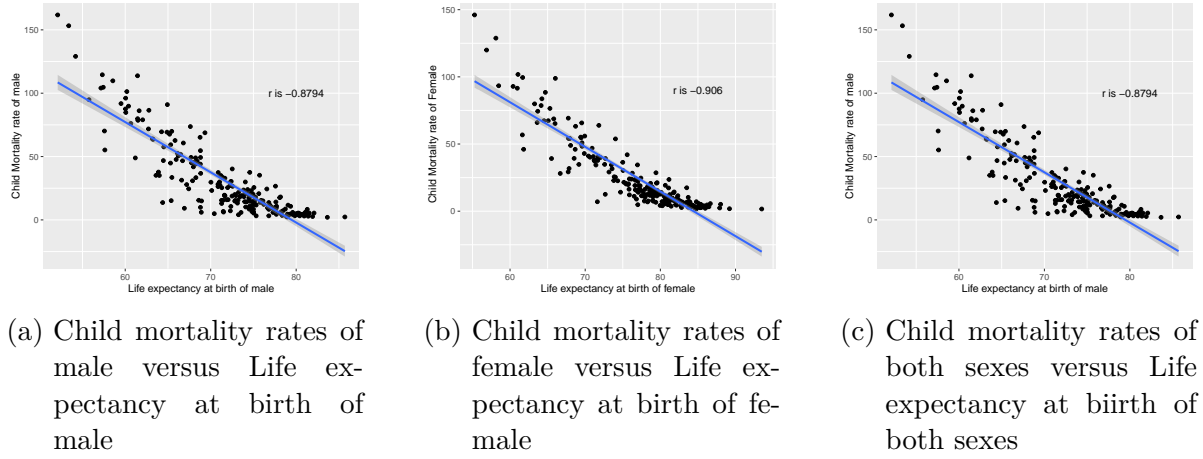 150
100
50
0
Child Mortality rate of male
r is −0.8794
60 70 80
Life expectancy at birth of male
150
100
50
0
Child Mortality rate of Female
r is −0.906
60 70 80 90
Life expectancy at birth of female
150
100
50
0
Child Mortality rate of male
r is −0.8794
60 70 80
Life expectancy at birth of male
(a) Child mortality rates of
male versus Life ex-
pectancy at birth of
male
(b) Child mortality rates of
female versus Life ex-
pectancy at birth of fe-
male
(c) Child mortality rates of
both sexes versus Life
expectancy at biirth of
both sexes